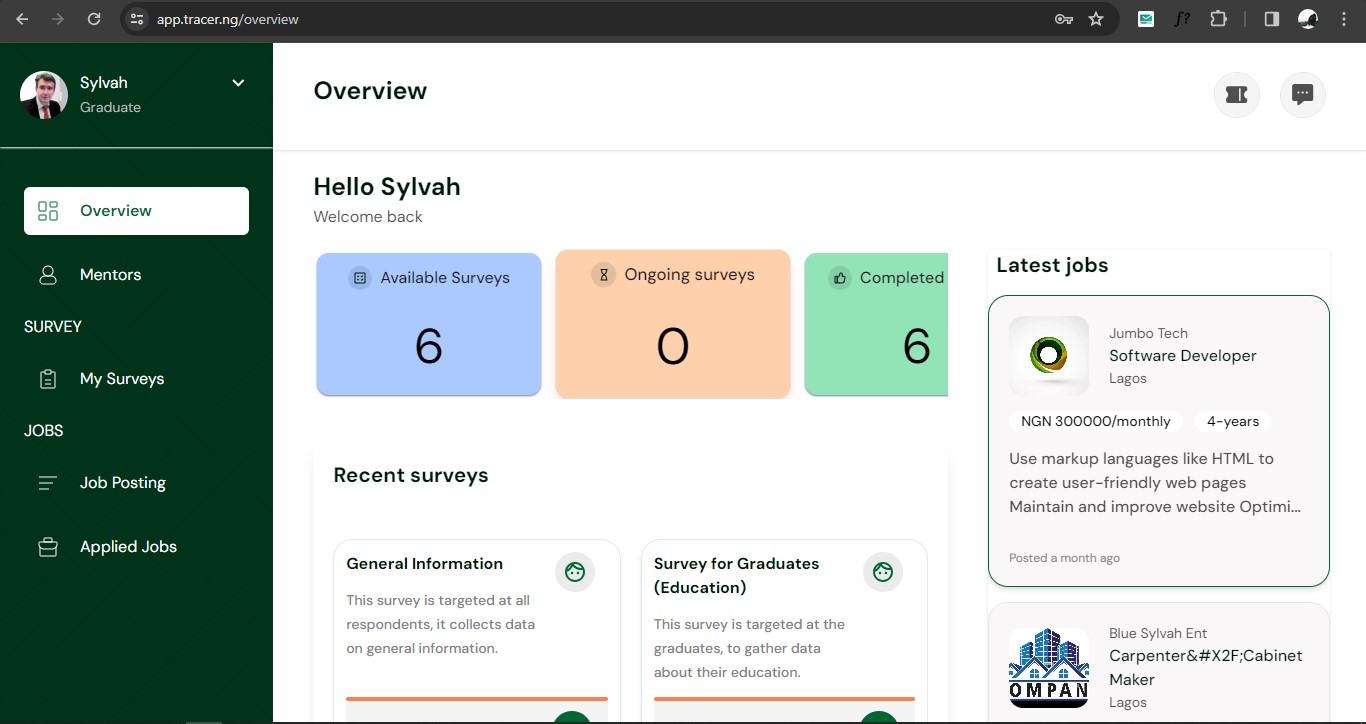 app.tracer.ng/overview
f?
Sylvah
Graduate
Overview
Mentors
SURVEY
My Surveys
JOBS
Job Posting
Applied Jobs
Overview
Hello Sylvah
Welcome back
Available Surveys
6
Ongoing surveys
0
Completed
6
Recent surveys
General Information
This survey is targeted at all
respondents, it collects data
on general information.
Survey for Graduates
(Education)
This survey is targeted at the
graduates, to gather data
about their education.
Latest jobs
Jumbo Tech
Software Developer
Lagos
NGN 300000/monthly
4-years
Use markup languages like HTML to
create user-friendly web pages
Maintain and improve website Optimi...
Posted a month ago
OMPAN
Blue Sylvah Ent
Carpenter&#X2F;Cabinet
Maker
Lagos